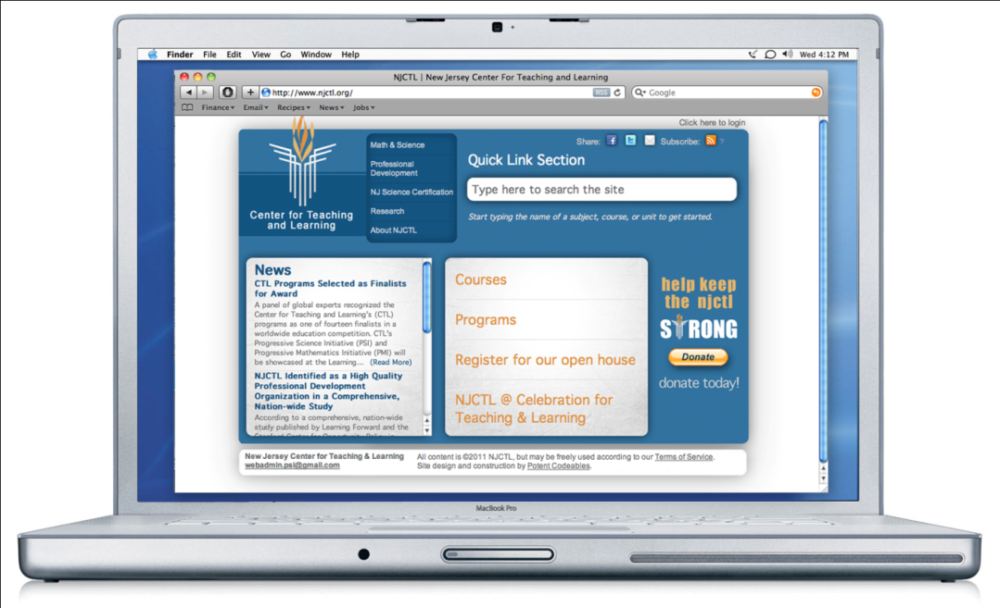 Finder File Edit View Go Window Help
Wed 4:12 PM
NJCTL | New Jersey Center For Teaching and Learning
http://www.njctl.org/
RSS
Google
Finance Email Recipes News Jobs
Click here to login
Share:
Subscribe:
?
Math & Science
Professional
Development
NJ Science Certification
Research
About NJCTL
Center for Teaching
and Learning
Quick Link Section
Type here to search the site
Start typing the name of a subject, course, or unit to get started.
News
CTL Programs Selected as Finalists
for Award
A panel of global experts recognized the
Center for Teaching and Learning's (CTL)
programs as one of fourteen finalists in a
worldwide education competition. CTL's
Progressive Science Initiative (PSI) and
Progressive Mathematics Initiative (PMI) will
be showcased at the Learning... (Read More)
NJCTL Identified as a High Quality
Professional Development
Organization in a Comprehensive,
Nation-wide Study
According to a comprehensive, nation-wide
study published by Learning Forward and the
Courses
Programs
Register for our open house
NJCTL @ Celebration for
Teaching & Learning
help keep
the njctl
STRONG
Donate
donate today!
New Jersey Center for Teaching & Learning
webadmin.psi@gmail.com
All content is ©2011 NJCTL, but may be freely used according to our Terms of Service.
Site design and construction by Potent Codeables.
MacBook Pro